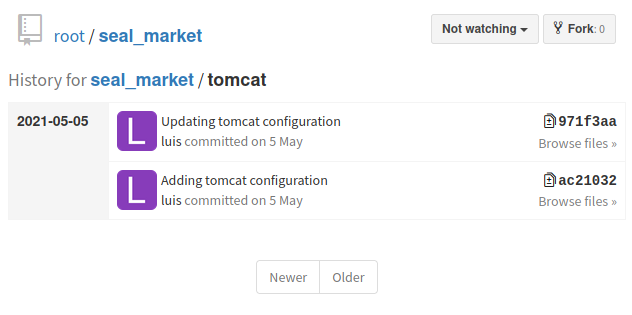 root / seal_market
Not watching
Fork: 0
History for seal_market / tomcat
2021-05-05
L
Updating tomcat configuration
971f3aa
luis committed on 5 May
Browse files »
L
Adding tomcat configuration
ac21032
luis committed on 5 May
Browse files »
Newer
Older